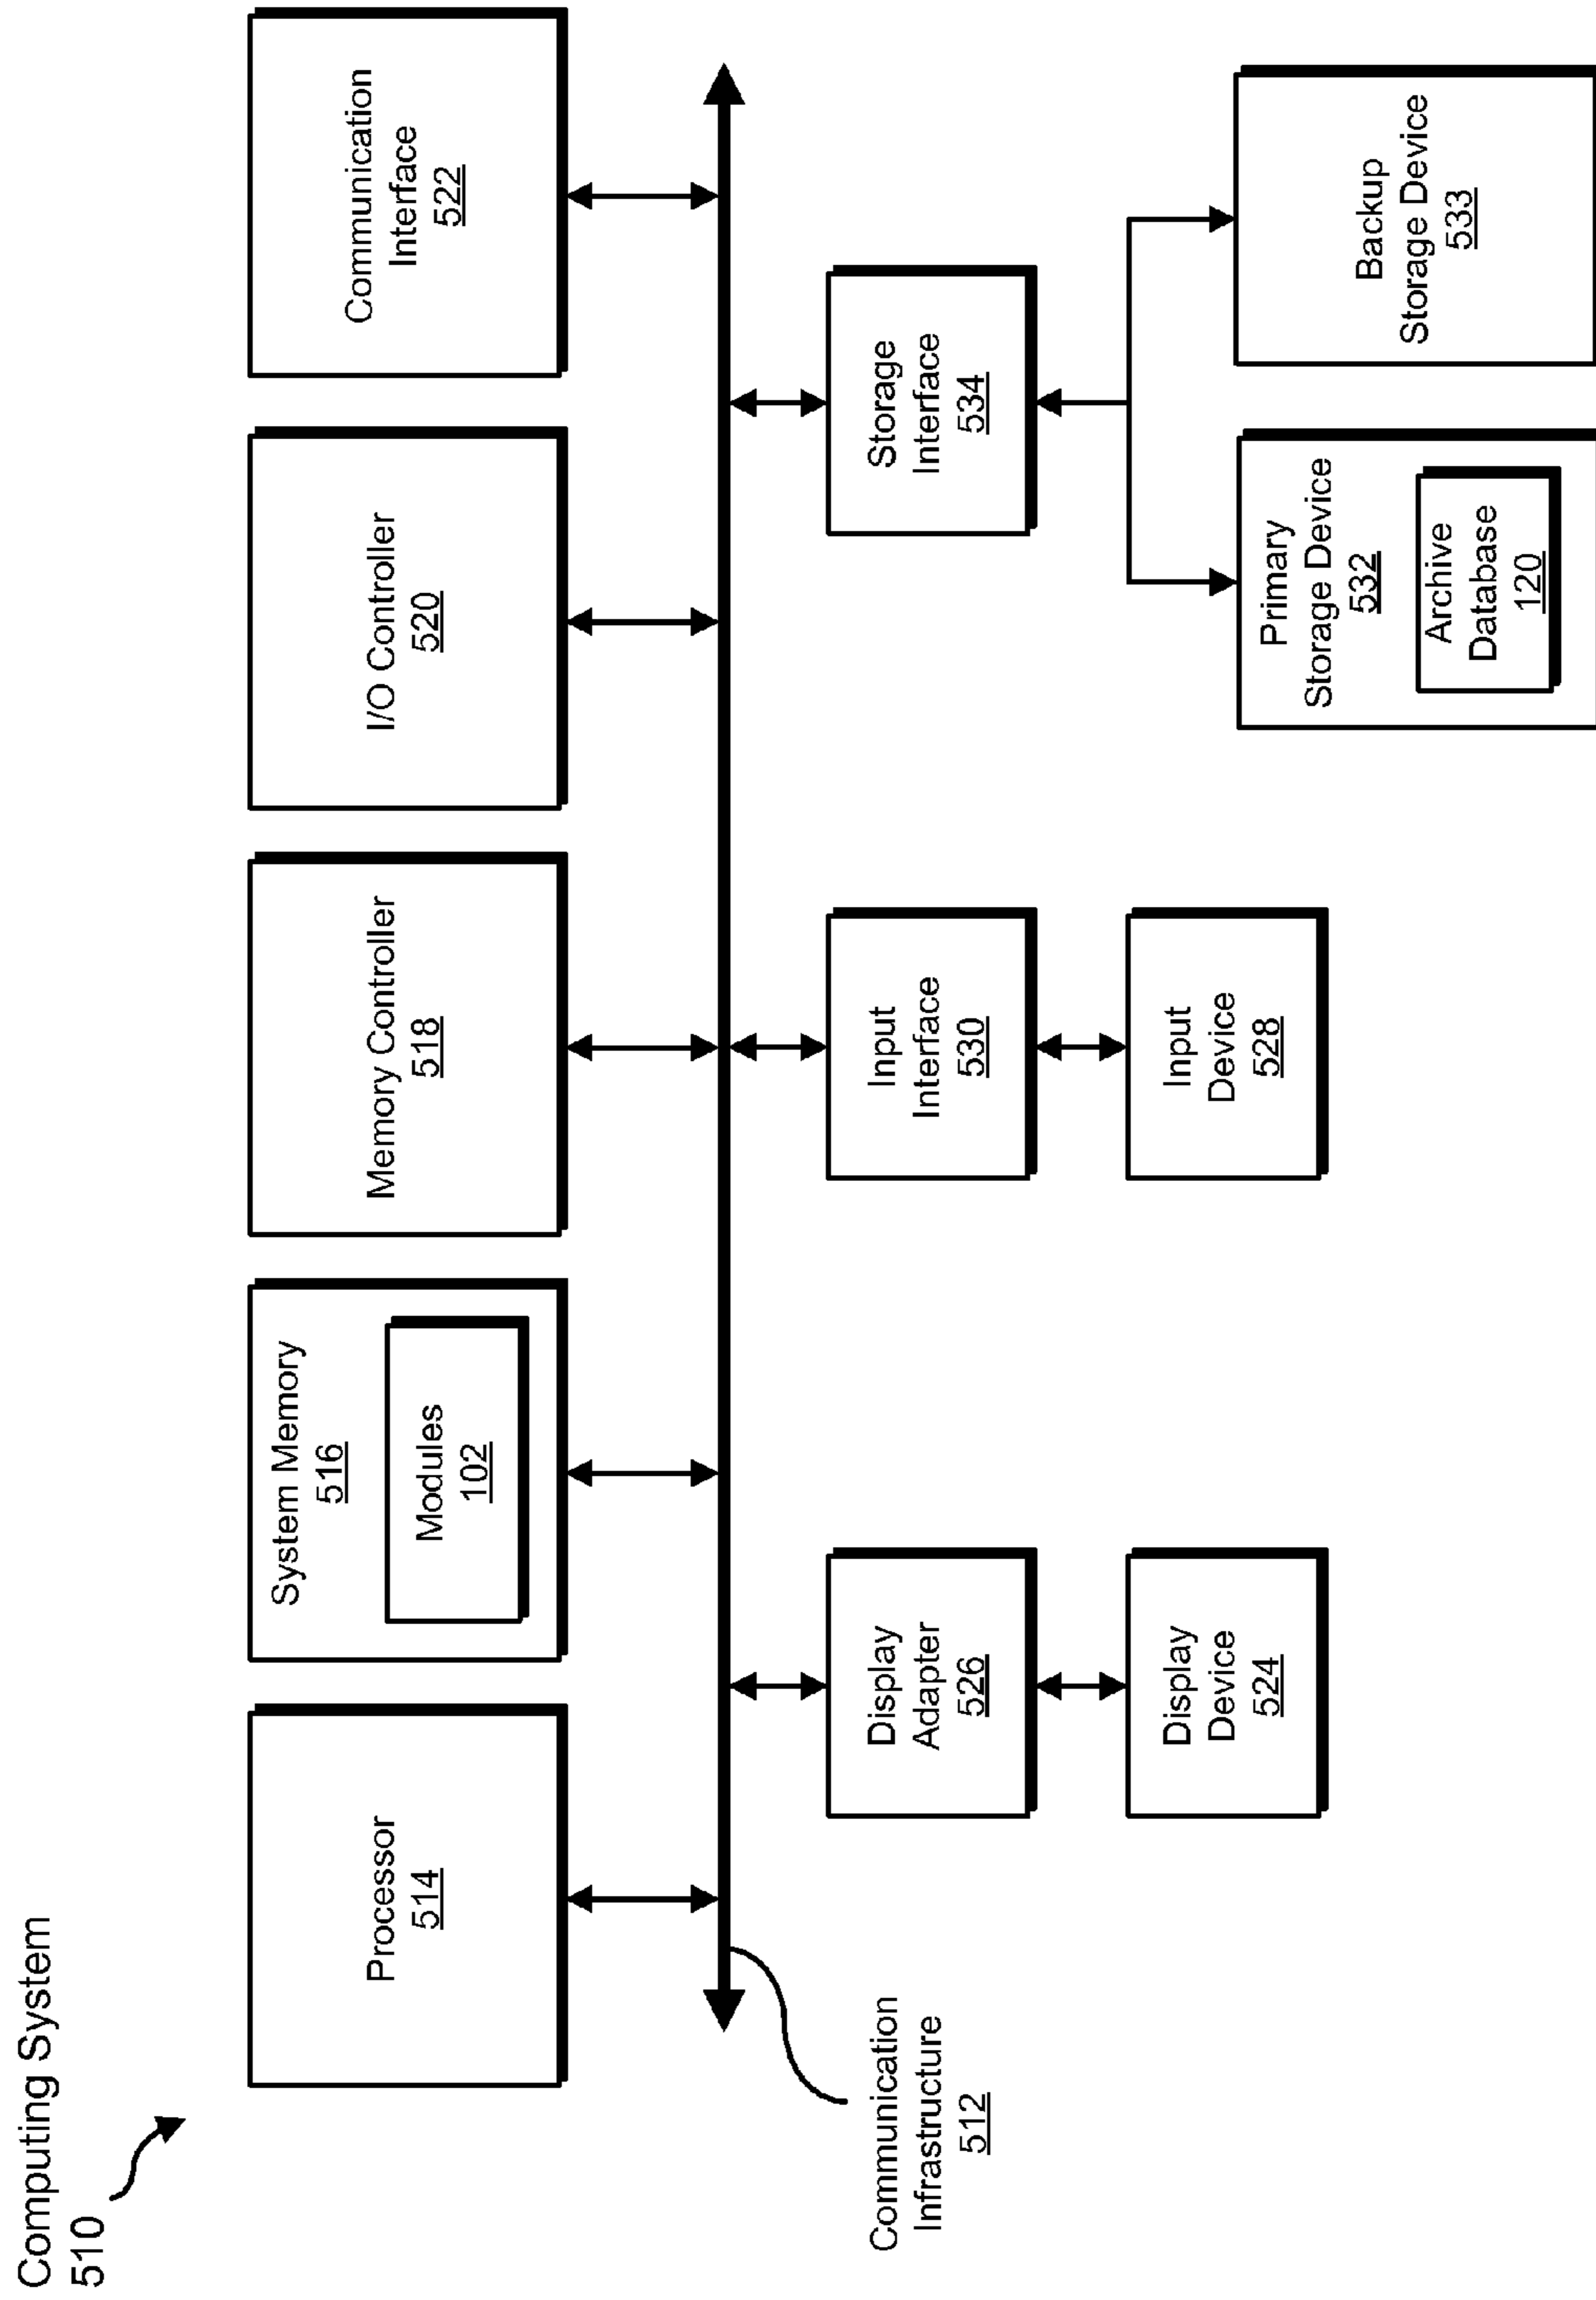 Computing System
510
Processor
514
System Memory
516
Modules
102
Memory Controller
518
I/O Controller
520
Communication
Interface
522
Communication
Infrastructure
512
Display
Adapter
526
Display
Device
524
Input
Interface
530
Input
Device
528
Storage
Interface
534
Primary
Storage Device
532
Archive
Database
120
Backup
Storage Device
533